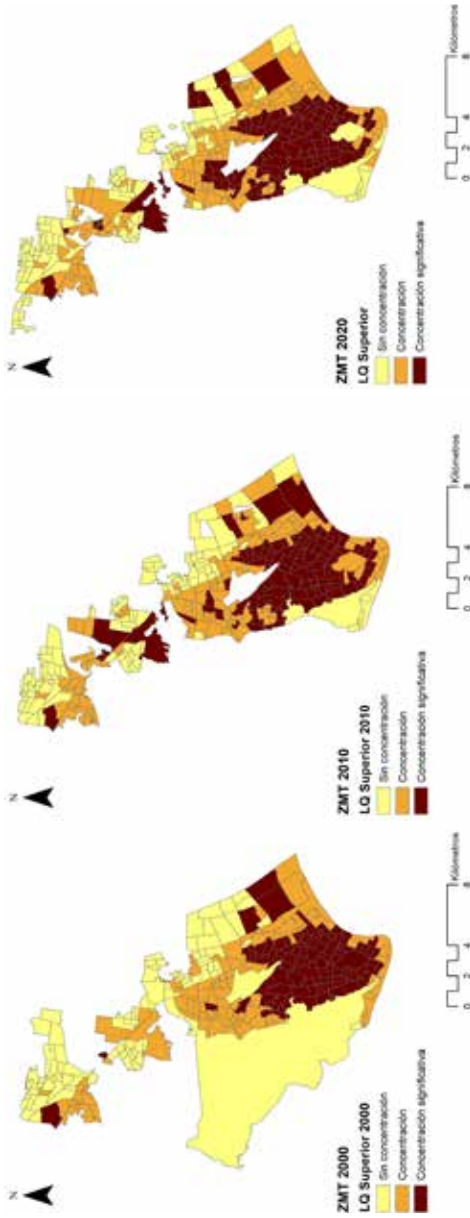 N
ZMT 2000
LQ Superior 2000
Sin concentración
Concentración
Concentración significativa
0 2 4 8
Kilómetros
N
ZMT 2010
LQ Superior 2010
Sin concentración
Concentración
Concentración significativa
0 2 4 8
Kilómetros
N
ZMT 2020
LQ Superior
Sin concentración
Concentración
Concentración significativa
0 2 4 8
Kilómetros